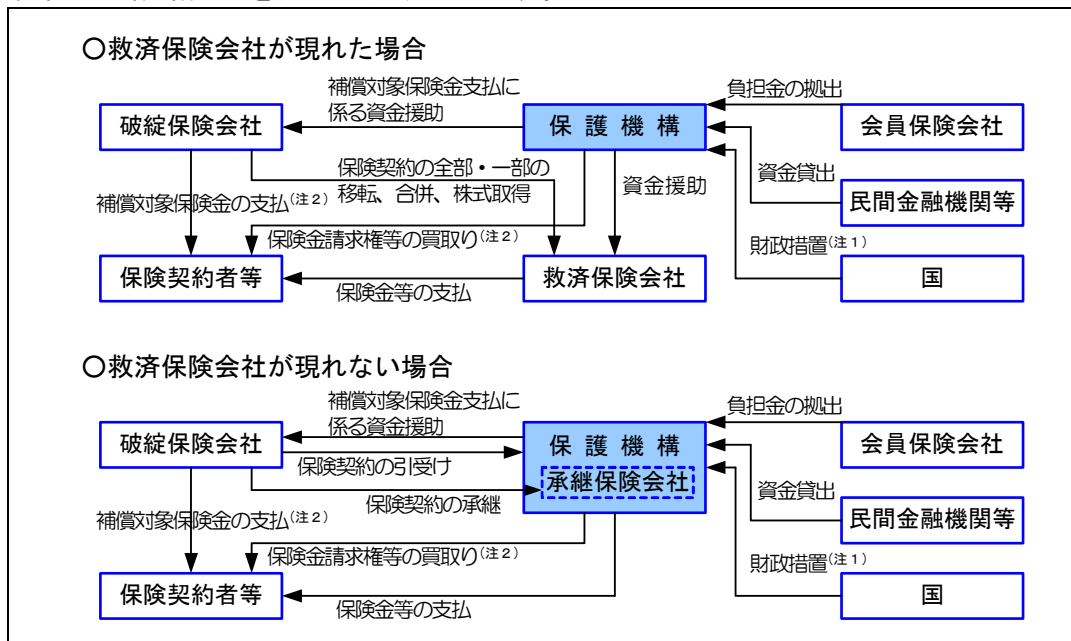 〇救済保険会社が現れた場合
補償対象保険金支払に
係る資金援助
負担金の拠出
破綻保険会社
保護機構
会員保険会社
保険契約の全部・一部の
移転、合併、株式取得
資金援助
資金貸出
補償対象保険金の支払(注2)
民間金融機関等
保険金請求権等の買取り(注2)
財政措置(注1)
保険契約者等
保険金等の支払
救済保険会社
国
〇救済保険会社が現れない場合
補償対象保険金支払に
係る資金援助
負担金の拠出
破綻保険会社
保護機構
会員保険会社
保険契約の引受け
承継保険会社
保険契約の承継
資金貸出
補償対象保険金の支払(注2)
民間金融機関等
保険金請求権等の買取り(注2)
財政措置(注1)
保険契約者等
保険金等の支払
国